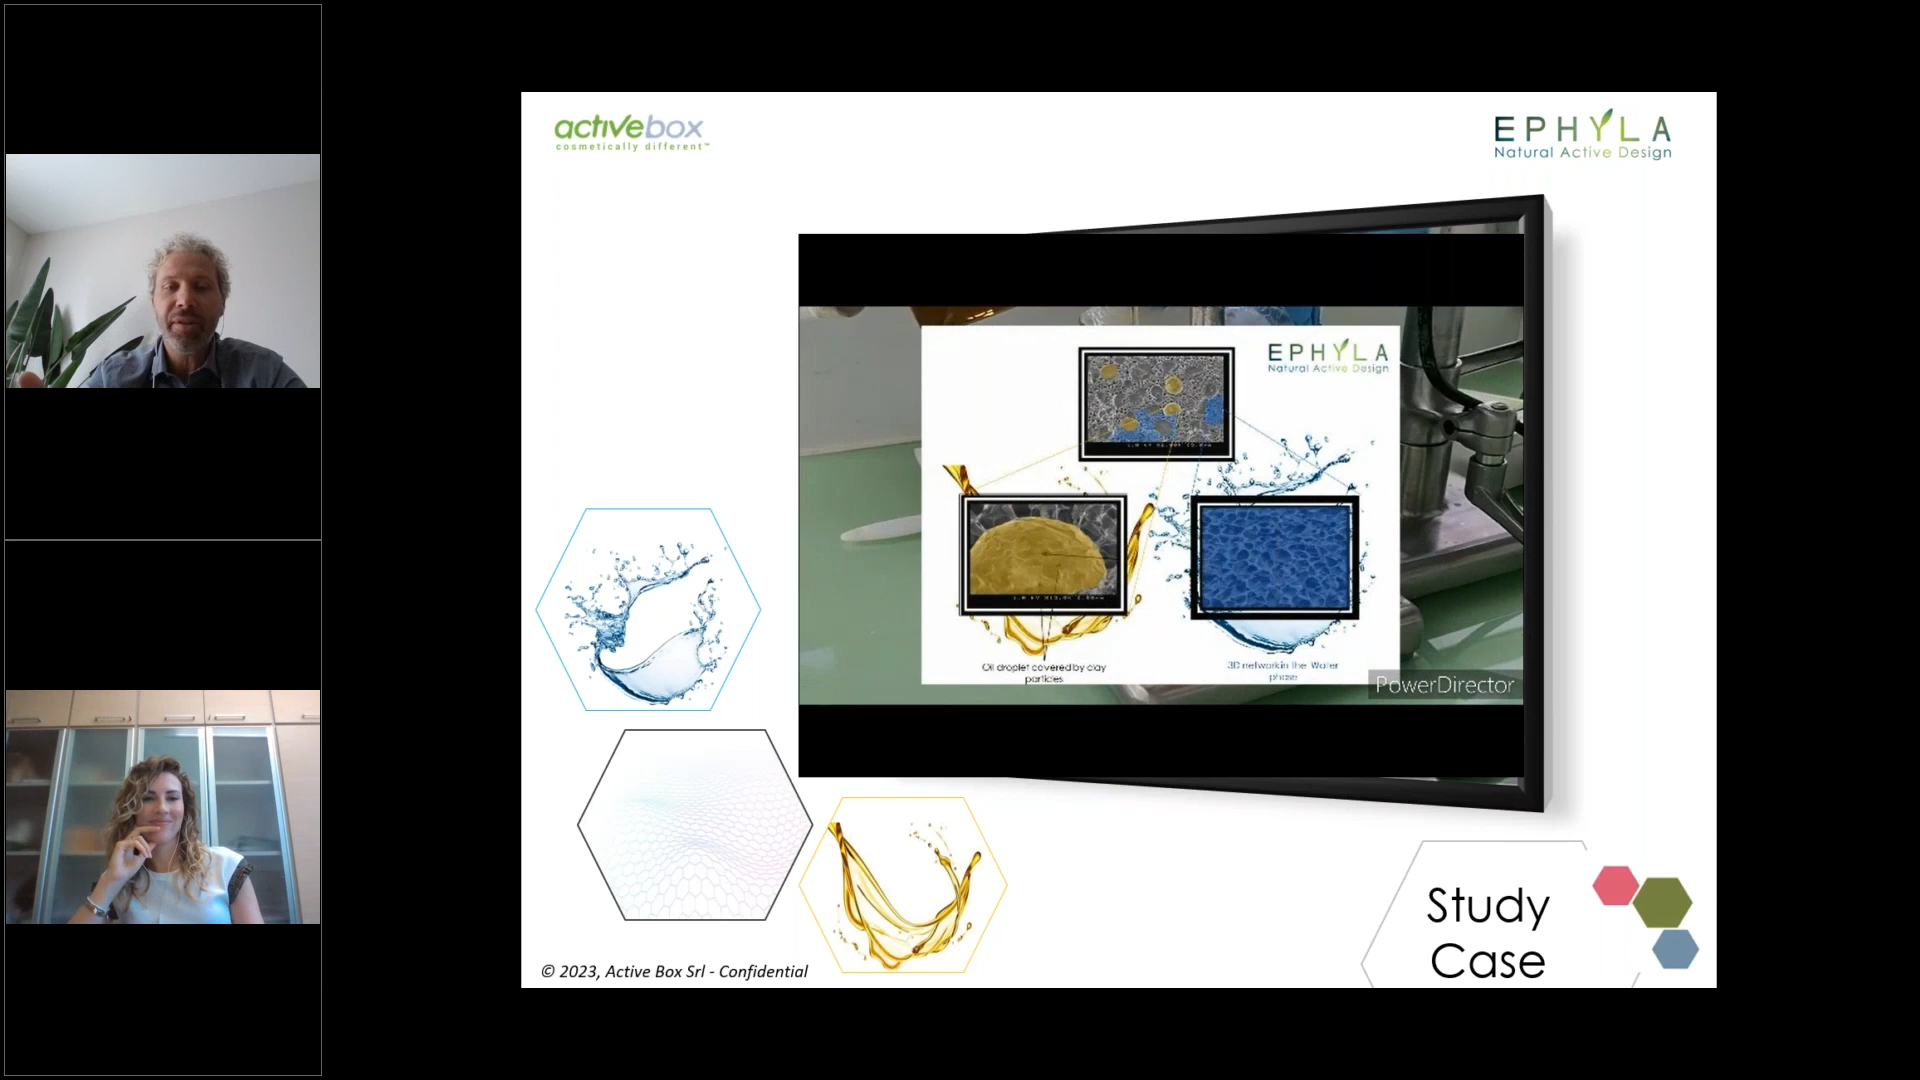 activebox
cosmetically different™
EPHYLA
Natural Active Design
EPHYLA
Natural Active Design
Oil droplet covered by clay
particles
3D network in the Water
phase
PowerDirector
Study
Case
© 2023, Active Box Srl - Confidential